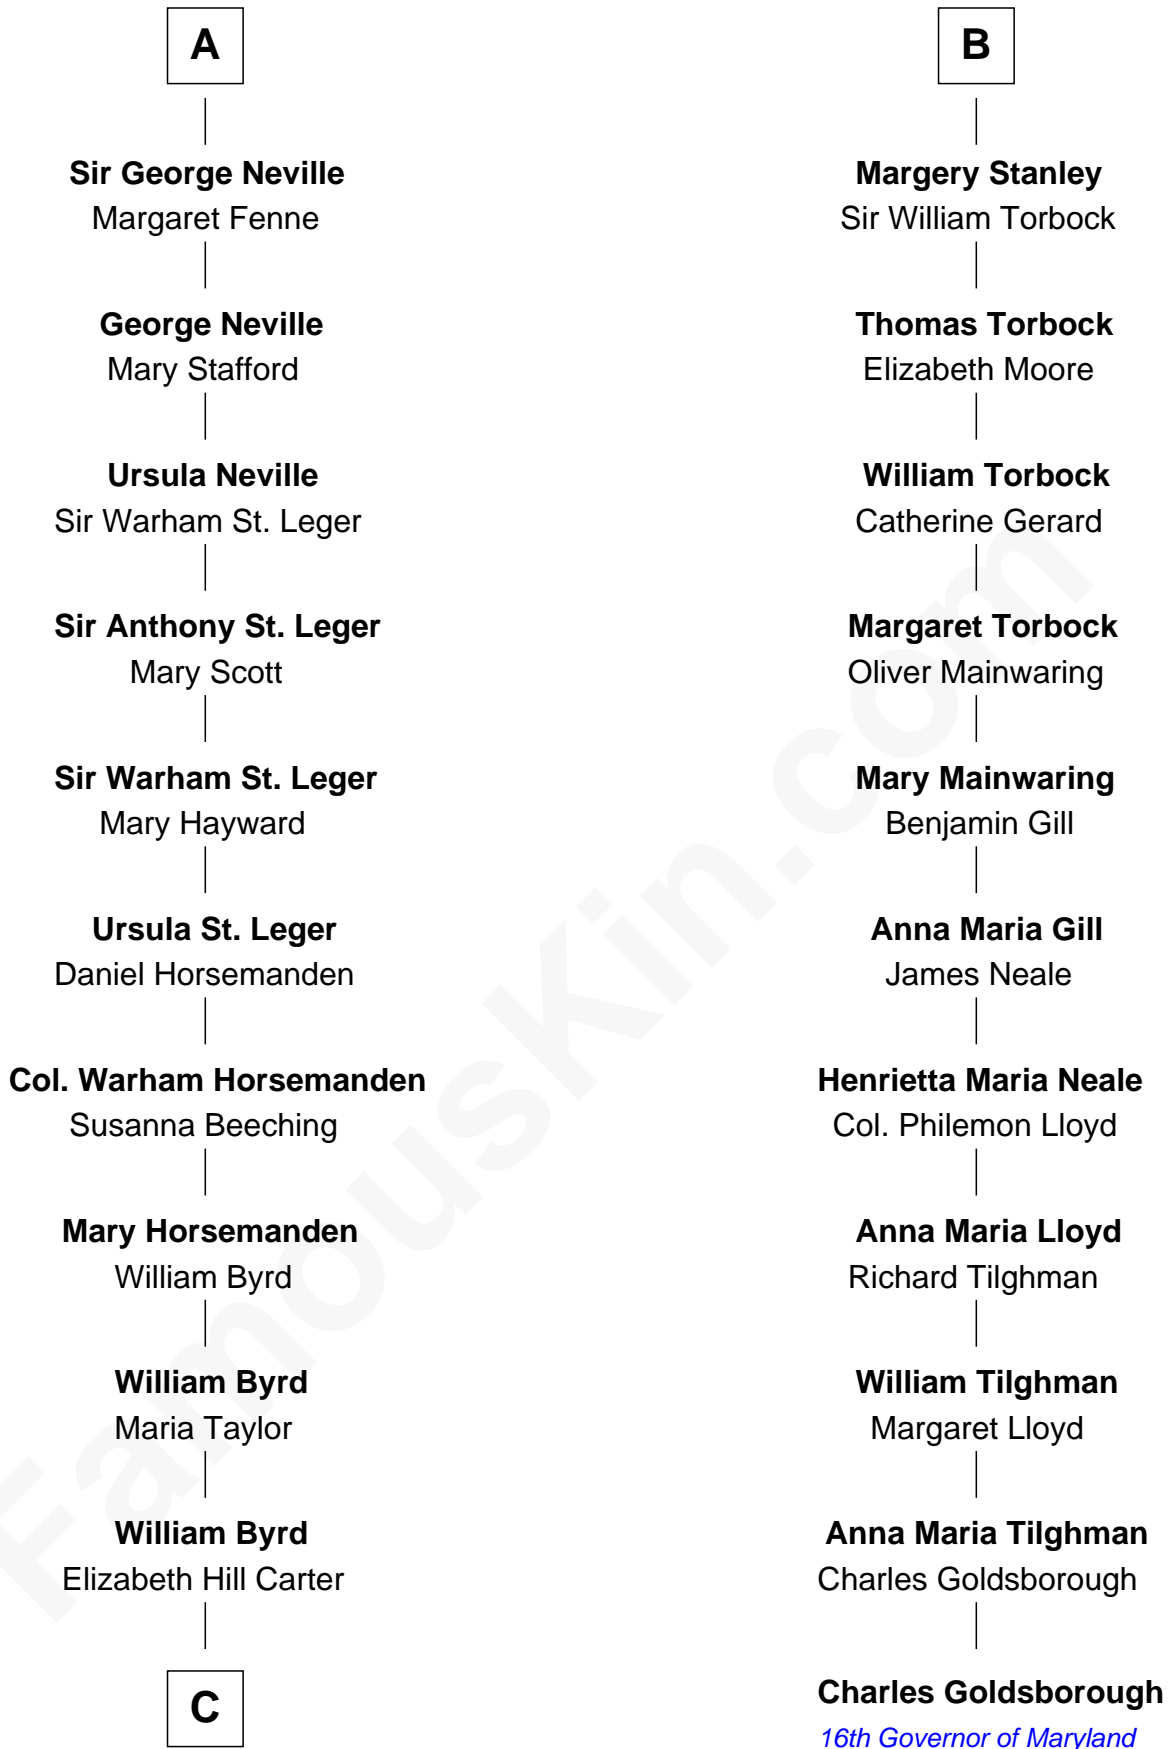 A
Sir George Neville
Margaret Fenne
George Neville
Mary Stafford
Ursula Neville
Sir Warham St. Leger
Sir Anthony St. Leger
Mary Scott
Sir Warham St. Leger
Mary Hayward
Ursula St. Leger
Daniel Horsemanden
Col. Warham Horsemanden
Susanna Beeching
Mary Horsemanden
William Byrd
William Byrd
Maria Taylor
William Byrd
Elizabeth Hill Carter
C
B
Margery Stanley
Sir William Torbock
Thomas Torbock
Elizabeth Moore
William Torbock
Catherine Gerard
Margaret Torbock
Oliver Mainwaring
Mary Mainwaring
Benjamin Gill
Anna Maria Gill
James Neale
Henrietta Maria Neale
Col. Philemon Lloyd
Anna Maria Lloyd
Richard Tilghman
William Tilghman
Margaret Lloyd
Anna Maria Tilghman
Charles Goldsborough
Charles Goldsborough
16th Governor of Maryland
FamousKin.com